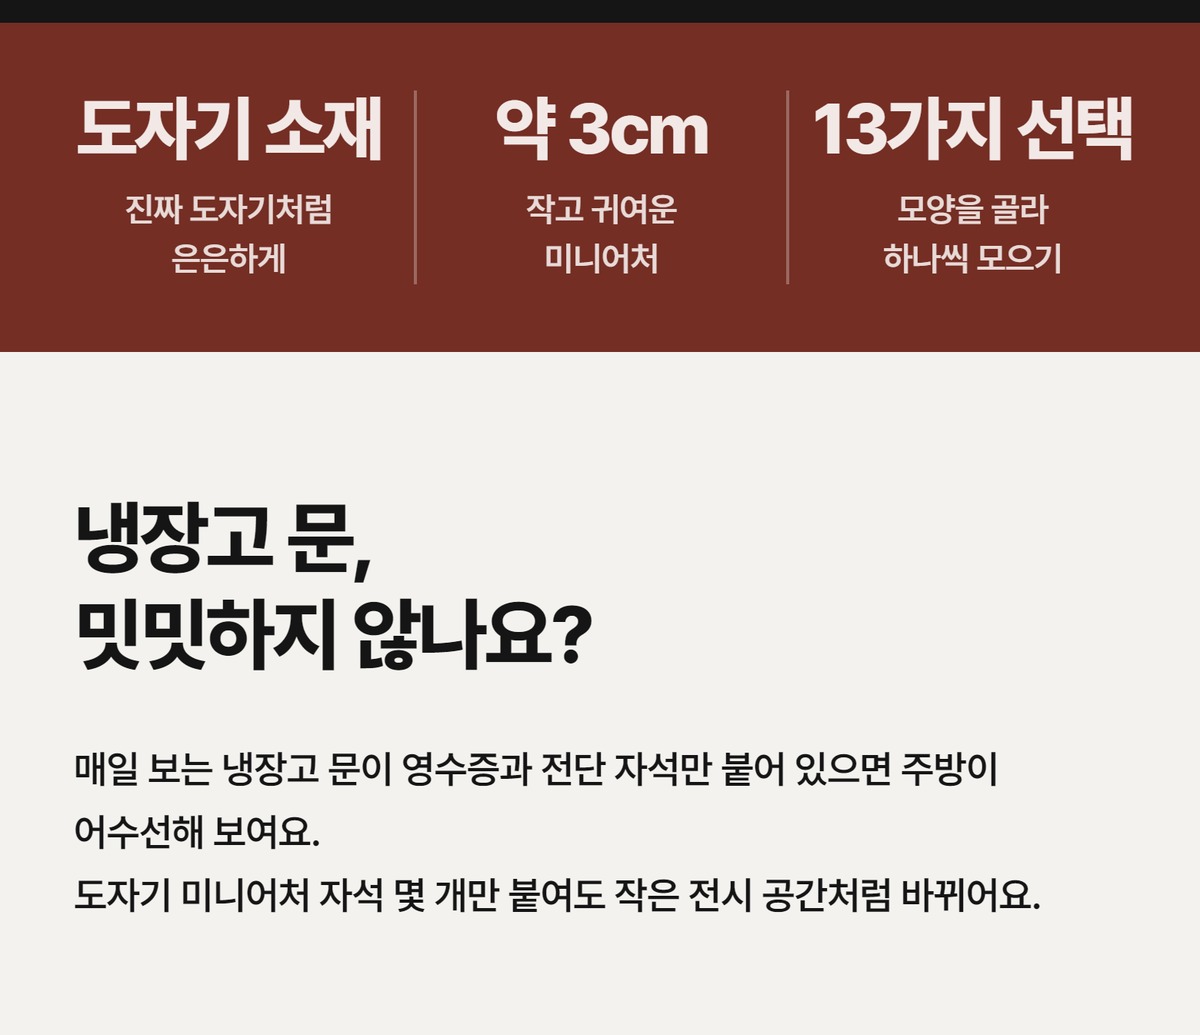 도자기 소재
진짜 도자기처럼
은은하게
약 3cm
작고 귀여운
미니어처
13가지 선택
모양을 골라
하나씩 모으기
냉장고 문,
밋밋하지 않나요?
매일 보는 냉장고 문이 영수증과 전단 자석만 붙어 있으면 주방이
어수선해 보여요.
도자기 미니어처 자석 몇 개만 붙여도 작은 전시 공간처럼 바뀌어요.